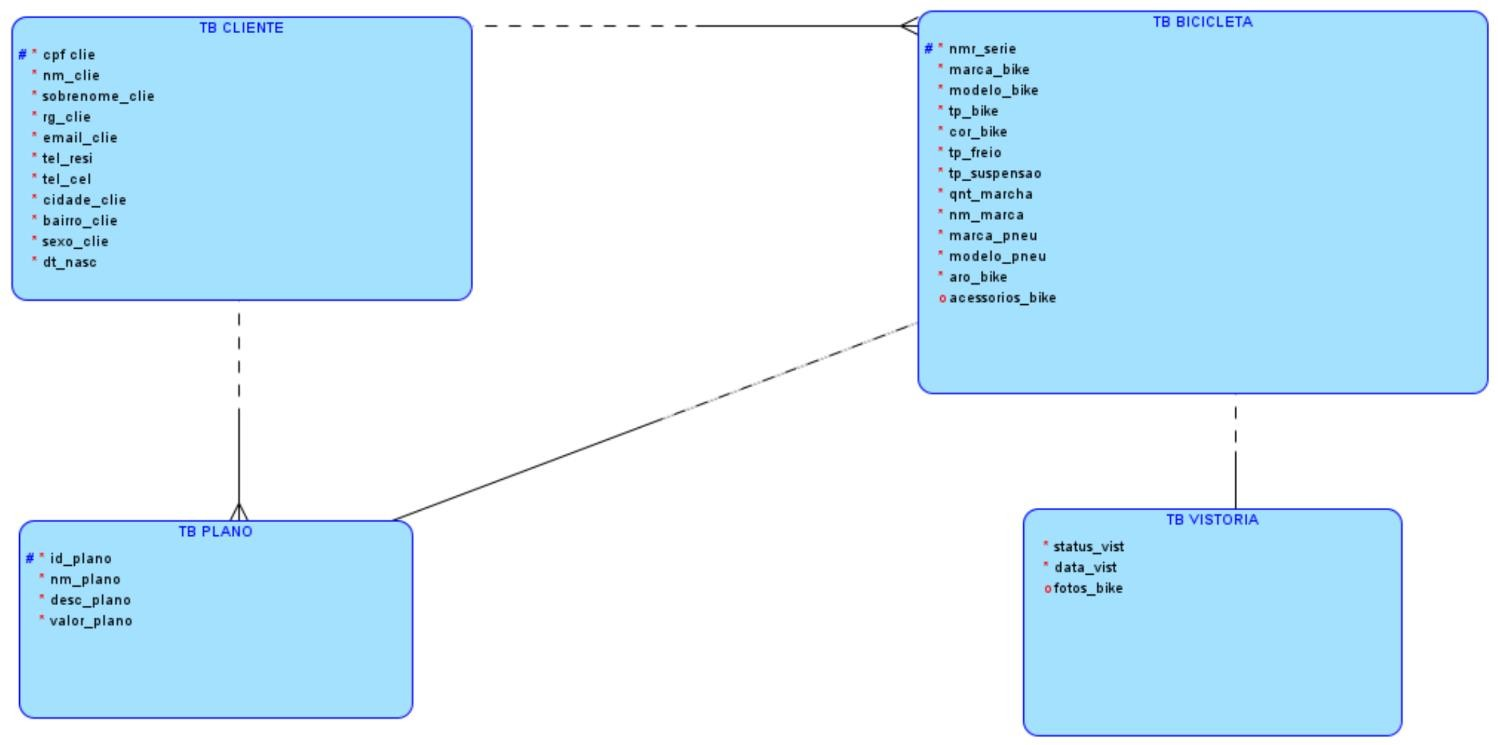 TB CLIENTE
# * cpf clie
* nm_clie
* sobrenome_clie
* rg_clie
* email_clie
* tel_resi
* tel_cel
* cidade_clie
* bairro_clie
* sexo_clie
* dt_nasc
TB BICICLETA
# * nmr_serie
* marca_bike
* modelo_bike
* tp_bike
* cor_bike
* tp_freio
* tp_suspensao
* qnt_marcha
* nm_marca
* marca_pneu
* modelo_pneu
* aro_bike
o acessorios_bike
TB PLANO
# * id_plano
* nm_plano
* desc_plano
* valor_plano
TB VISTORIA
* status_vist
* data_vist
o fotos_bike